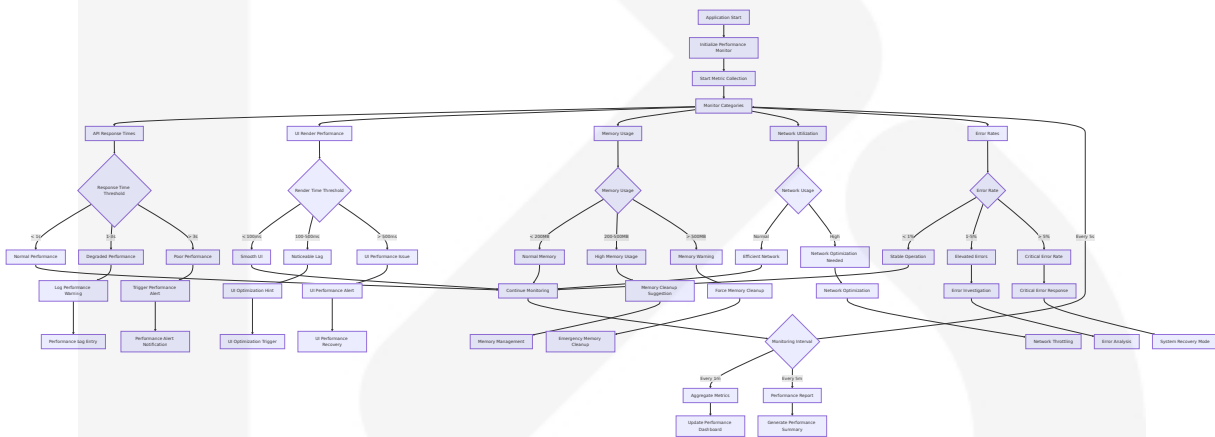 Application Start
Initialize Performance
Monitor
Start Metric Collection
Monitor Categories
API Response Times
UI Render Performance
Memory Usage
Network Utilization
Error Rates
Response Time
Threshold
Render Time Threshold
Memory Usage
Network Usage
Error Rate
< 1s
1-3s
> 3s
< 100ms
100-500ms
> 500ms
< 200MB
200-500MB
> 500MB
Normal
High
< 1%
1-5%
> 5%
Every 1s
Normal Performance
Degraded Performance
Poor Performance
Smooth UI
Noticeable Lag
UI Performance Issue
Normal Memory
High Memory Usage
Memory Warning
Efficient Network
Network Optimization
Needed
Stable Operation
Elevated Errors
Critical Error Rate
Log Performance
Warning
Trigger Performance
Alert
UI Optimization Hint
UI Performance Alert
Continue Monitoring
Memory Cleanup
Suggestion
Force Memory Cleanup
Network Optimization
Error Investigation
Critical Error Response
Performance Log Entry
Performance Alert
Notification
UI Optimization Trigger
UI Performance
Recovery
Memory Management
Emergency Memory
Cleanup
Monitoring Interval
Network Throttling
Error Analysis
System Recovery Mode
Every 1m
Every 5m
Aggregate Metrics
Performance Report
Update Performance
Dashboard
Generate Performance
Summary